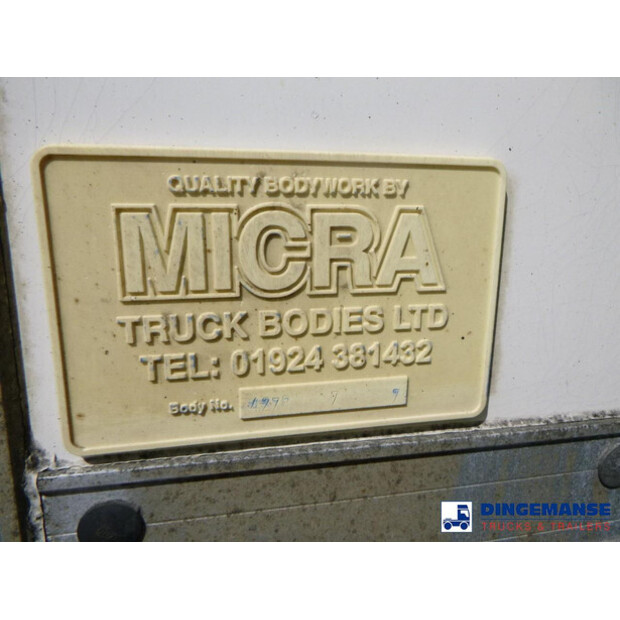 QUALITY BODYWORK BY
MICRA
TRUCK BODIES LTD
TEL: 01924 381432
Body No.
DINGEMANSE
TRUCKS & TRAILERS